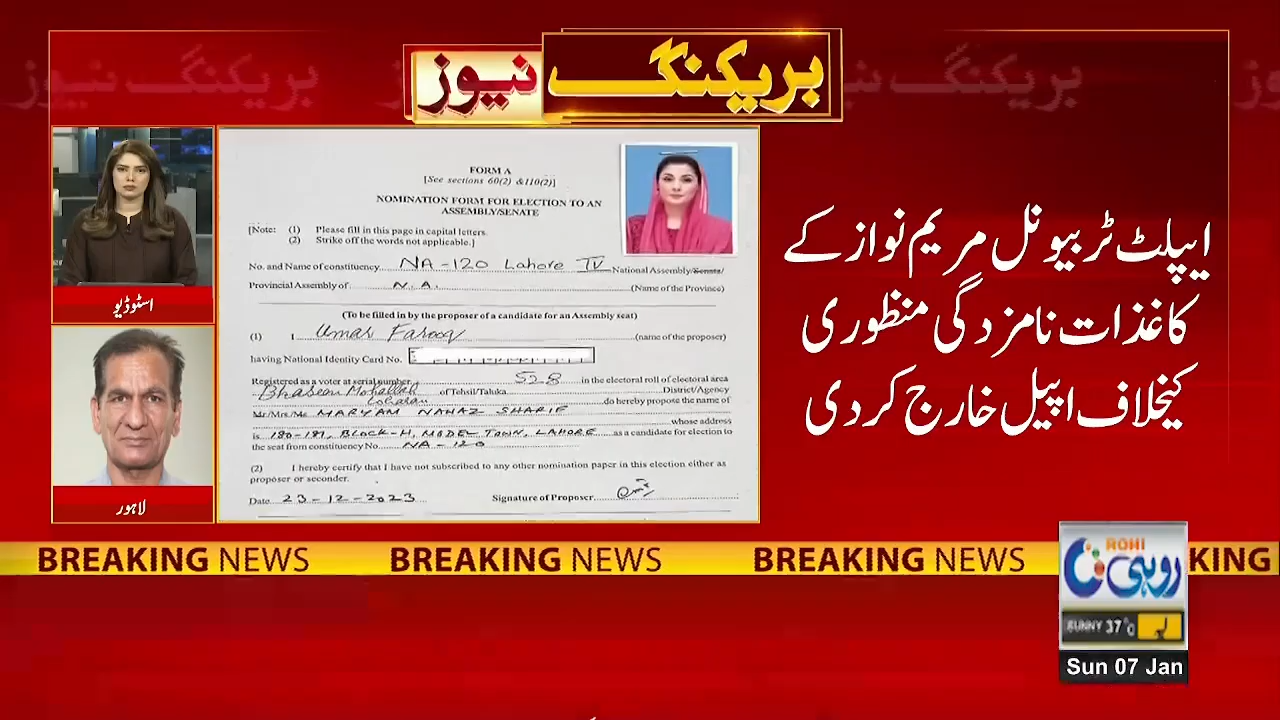 بریکنگ نیوز
FORM A
[See sections 60(2) &110(2)]
NOMINATION FORM FOR ELECTION TO AN
ASSEMBLY/SENATE
[Note: (1) Please fill in this page in capital letters.
(2) Strike off the words not applicable.]
No. and Name of constituency NA-120 Lahore IV National Assembly/Senate/
Provincial Assembly of N.A. (Name of the Province)
(To be filled in by the proposer of a candidate for an Assembly seat)
(1) I Umar Farooq (name of the proposer)
having National Identity Card No.
Registered as a voter at serial number 528 in the electoral roll of electoral area
Bhaseen Mohallah of Tehsil/Taluka District/Agency
do hereby propose the name of
Mr/Mrs/Ms MARYAM NAWAZ SHARIF whose address
is 180-181, BLOCK-H, MODEL TOWN, LAHORE as a candidate for election to
the seat from constituency No. NA-120
(2) I hereby certify that I have not subscribed to any other nomination paper in this election either as
proposer or seconder.
Date 23-12-2023 Signature of Proposer
اسٹوڈیو
لاہور
ایپلٹ ٹربیونل مریم نواز کے
کاغذات نامزدگی منظوری
کیخلاف اپیل خارج کر دی
BREAKING NEWS BREAKING NEWS BREAKING NEWS KING
ROHI
روہی
SUNNY 37°C لیہ
Sun 07 Jan